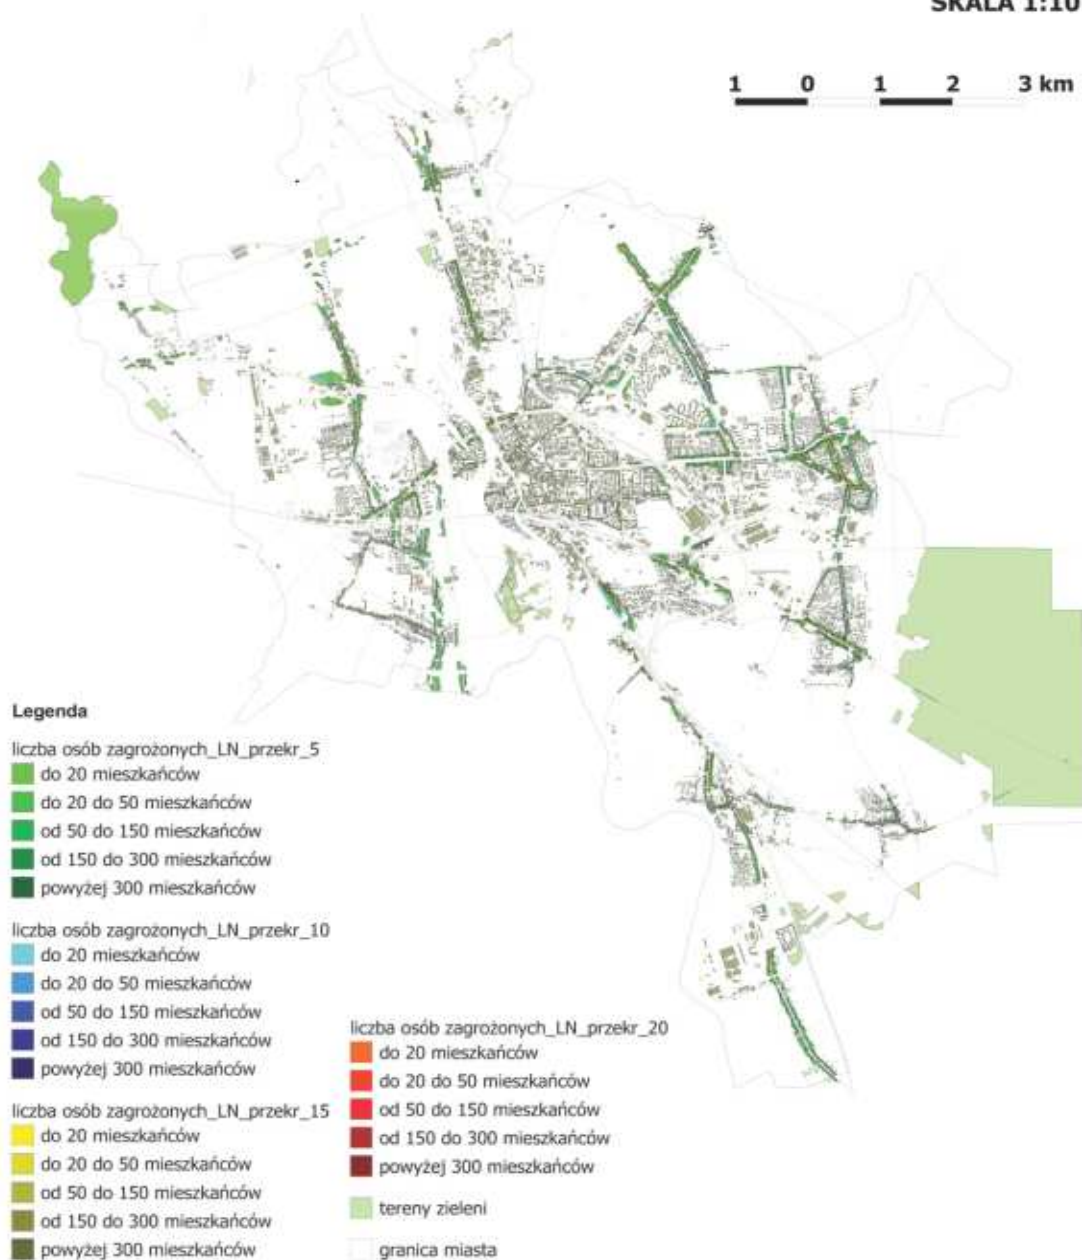 SKALA 1:10
1 0 1 2 3 km
Legenda
liczba osób zagrożonych_LN_przekr_5
do 20 mieszkańców
do 20 do 50 mieszkańców
od 50 do 150 mieszkańców
od 150 do 300 mieszkańców
powyżej 300 mieszkańców
liczba osób zagrożonych_LN_przekr_10
do 20 mieszkańców
do 20 do 50 mieszkańców
od 50 do 150 mieszkańców
od 150 do 300 mieszkańców
powyżej 300 mieszkańców
liczba osób zagrożonych_LN_przekr_15
do 20 mieszkańców
do 20 do 50 mieszkańców
od 50 do 150 mieszkańców
od 150 do 300 mieszkańców
powyżej 300 mieszkańców
liczba osób zagrożonych_LN_przekr_20
do 20 mieszkańców
do 20 do 50 mieszkańców
od 50 do 150 mieszkańców
od 150 do 300 mieszkańców
powyżej 300 mieszkańców
tereny zieleni
granica miasta